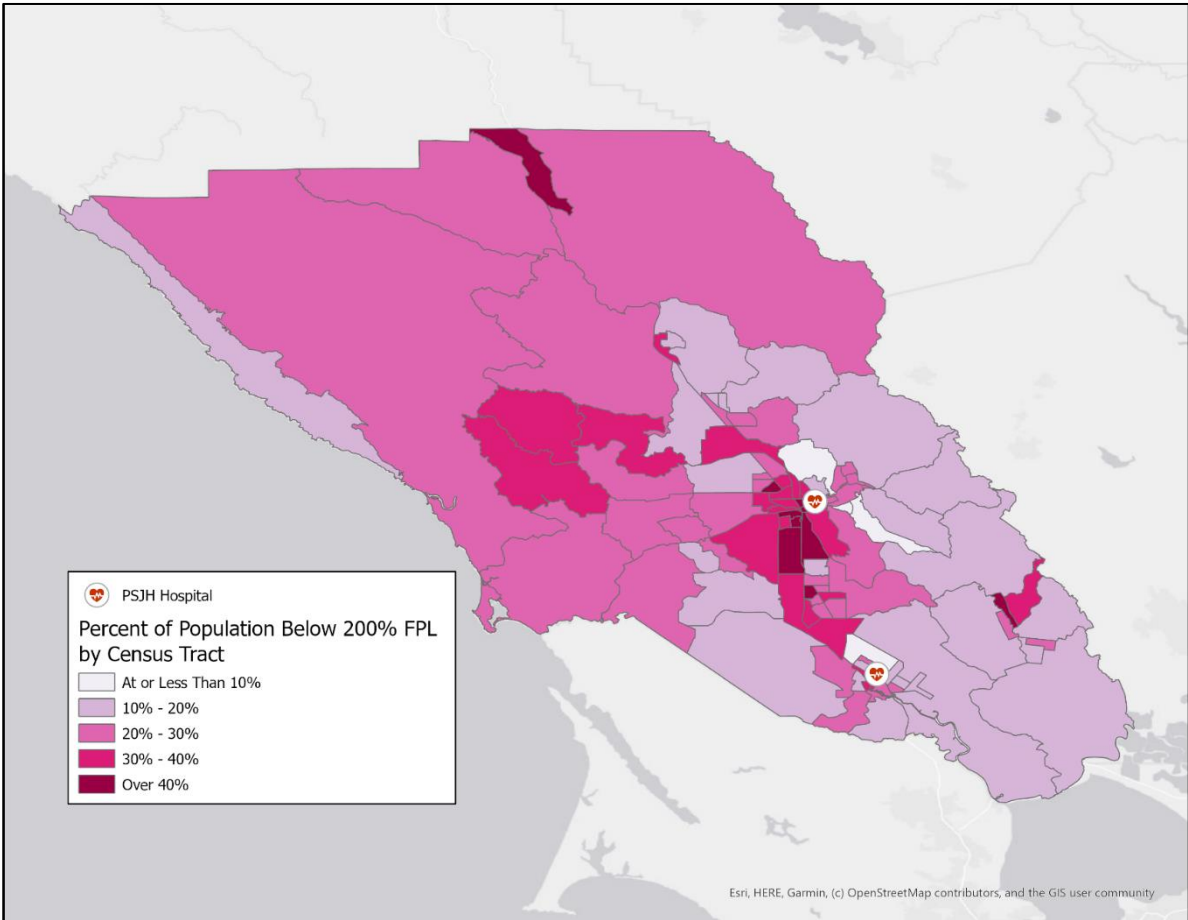 PSJH Hospital
Percent of Population Below 200% FPL
by Census Tract
At or Less Than 10%
10% - 20%
20% - 30%
30% - 40%
Over 40%
Esri, HERE, Garmin, (c) OpenStreetMap contributors, and the GIS user community